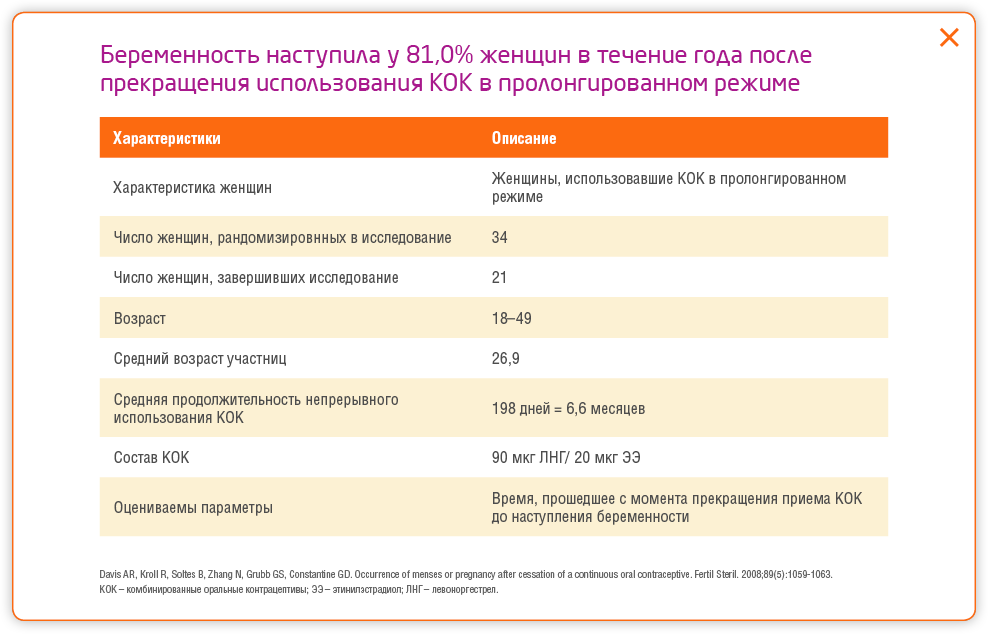 Беременность наступила у 81,0% женщин в течение года после
прекращения использования КОК в пролонгированном режиме
Характеристики Описание
Характеристика женщин Женщины, использовавшие КОК в пролонгированном
режиме
Число женщин, рандомизировнных в исследование 34
Число женщин, завершивших исследование 21
Возраст 18–49
Средний возраст участниц 26,9
Средняя продолжительность непрерывного
использования КОК 198 дней = 6,6 месяцев
Состав КОК 90 мкг ЛНГ/ 20 мкг ЭЭ
Оцениваемы параметры Время, прошедшее с момента прекращения приема КОК
до наступления беременности
Davis AR, Kroll R, Soltes B, Zhang N, Grubb GS, Constantine GD. Occurrence of menses or pregnancy after cessation of a continuous oral contraceptive. Fertil Steril. 2008;89(5):1059-1063.
КОК – комбинированные оральные контрацептивы; ЭЭ – этинилэстрадиол; ЛНГ – левоноргестрел.